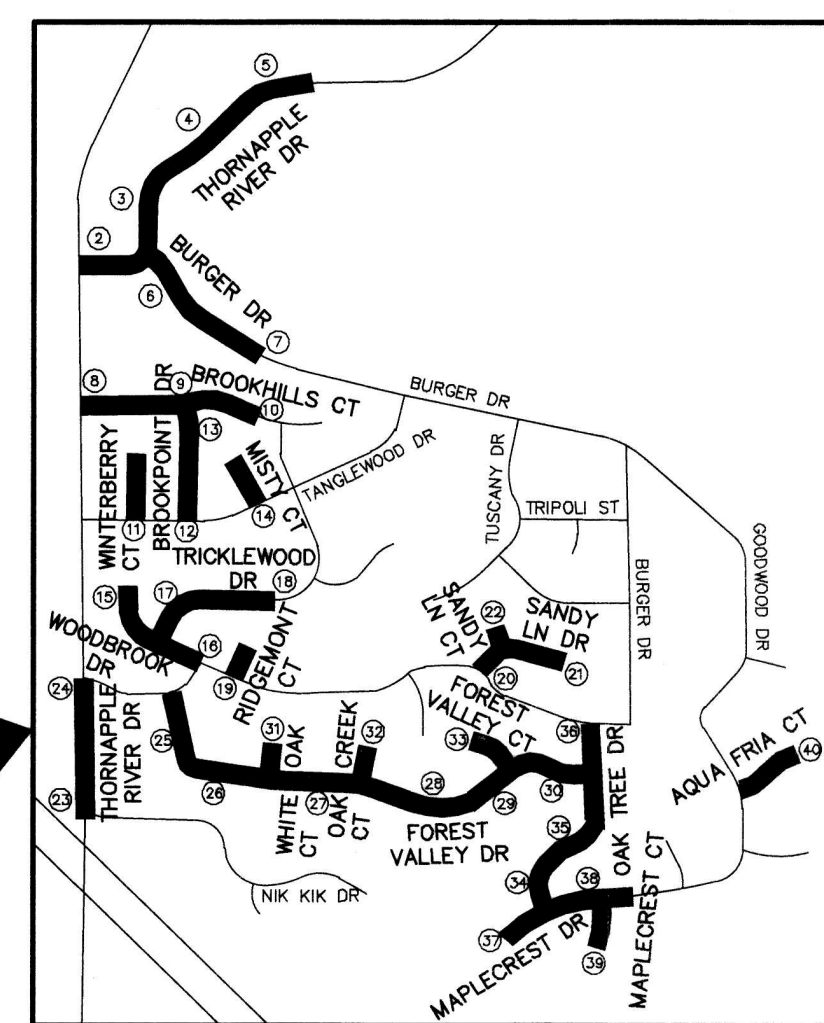 5
4
THORNAPPLE
RIVER DR
3
2
BURGER DR
6
7
8
9
BROOKHILLS CT
10
BURGER DR
13
BROOKPOINT DR
WINTERBERRY
CT
MISTY CT
TANGLEWOOD DR
11
12
14
TUSCANY DR
TRIPOLI ST
GOODWOOD DR
BURGER DR
TRICKLEWOOD
DR
15
17
18
WOODBROOK
DR
16
19
RIDGEMONT
CT
SANDY
LN CT
22
SANDY
LN DR
20
21
24
THORNAPPLE
RIVER DR
23
25
26
31
WHITE OAK
CT
27
32
OAK CREEK
CT
FOREST
VALLEY CT
33
28
29
30
FOREST
VALLEY DR
36
OAK TREE DR
35
34
AQUA FRIA CT
40
NIK KIK DR
38
37
MAPLECREST DR
39
MAPLECREST CT